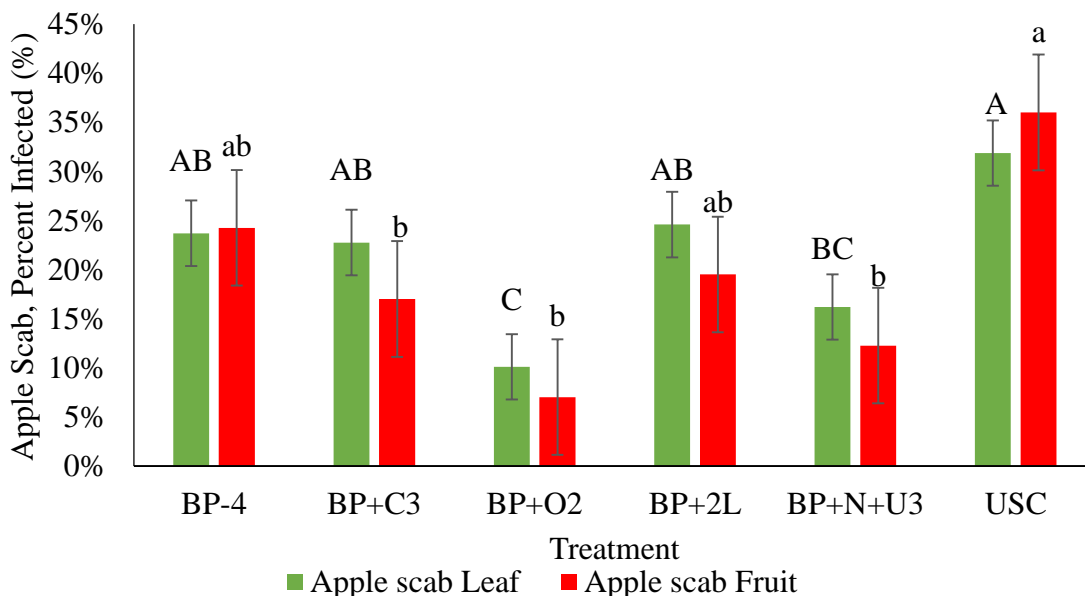 Apple Scab, Percent Infected (%)
45%
40%
35%
30%
25%
20%
15%
10%
5%
0%
AB
ab
AB
b
C
b
AB
ab
BC
b
A
a
BP-4
BP+C3
BP+O2
BP+2L
BP+N+U3
USC
Treatment
Apple scab Leaf
Apple scab Fruit